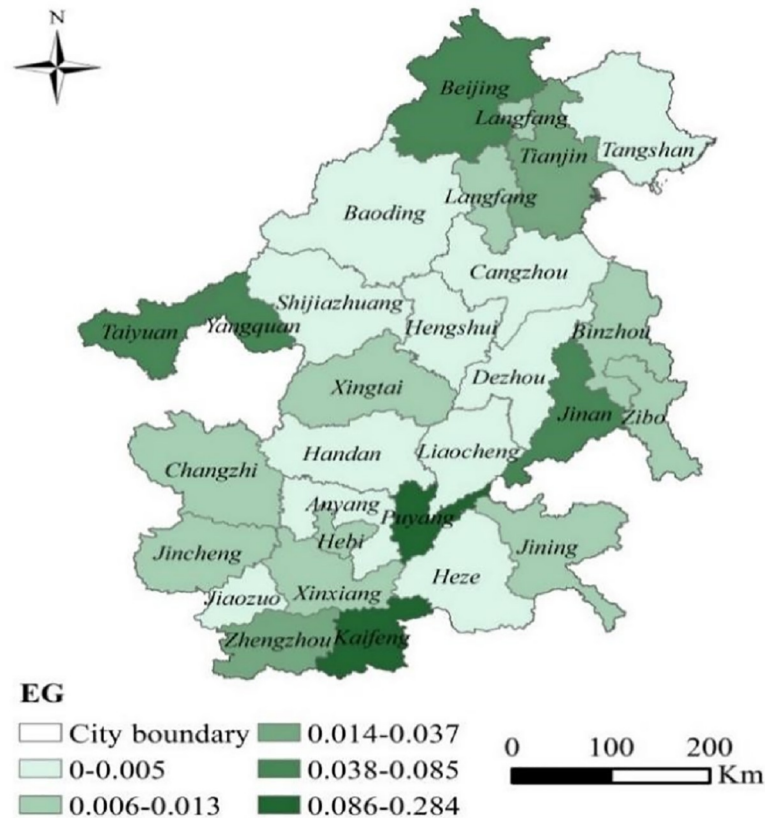 N
Beijing
Langfang
Tianjin
Tangshan
Langfang
Baoding
Cangzhou
Shijiazhuang
Taiyuan
Yangquan
Hengshui
Binzhou
Dezhou
Xingtai
Jinan
Zibo
Handan
Liaocheng
Changzhi
Anyang
Puyang
Hebi
Jincheng
Jining
Heze
Jiaozuo
Xinxiang
Zhengzhou
Kaifeng
EG
City boundary
0-0.005
0.006-0.013
0.014-0.037
0.038-0.085
0.086-0.284
0 100 200
Km